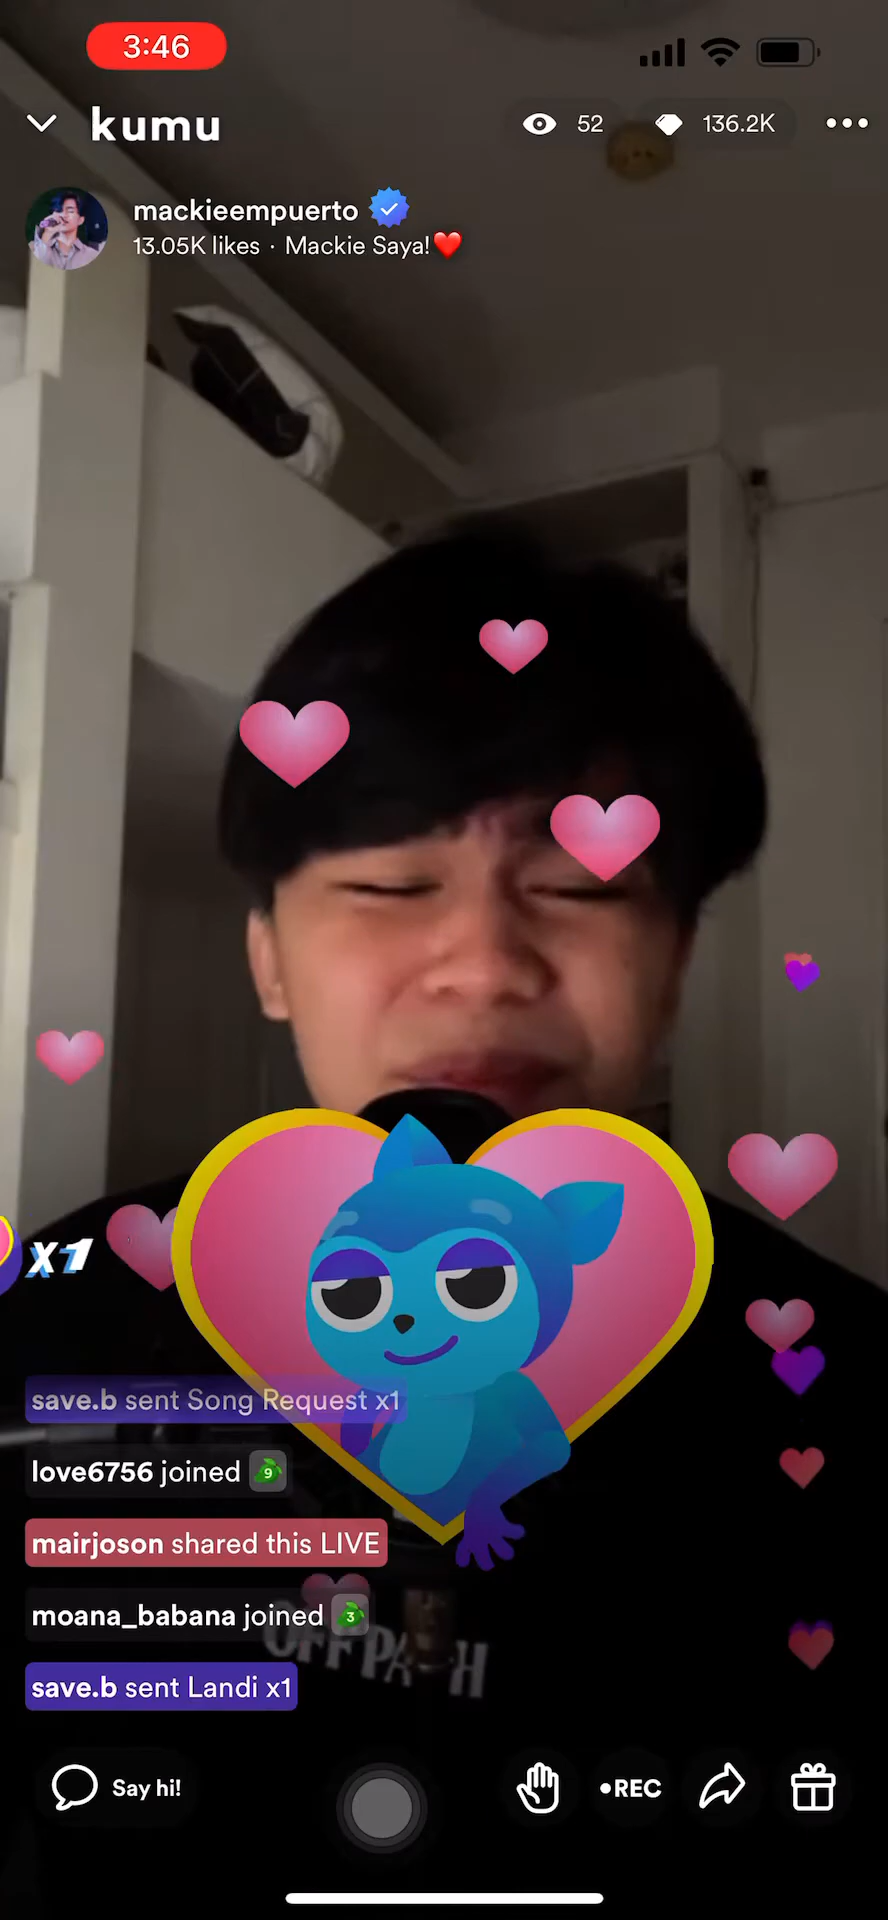 3:46
kumu
52
136.2K
mackieempuerto
13.05K likes · Mackie Saya!❤️
X1
save.b sent Song Request x1
love6756 joined 9
mairjoson shared this LIVE
moana_babana joined 3
OFFPA H
save.b sent Landi x1
Say hi!
•REC